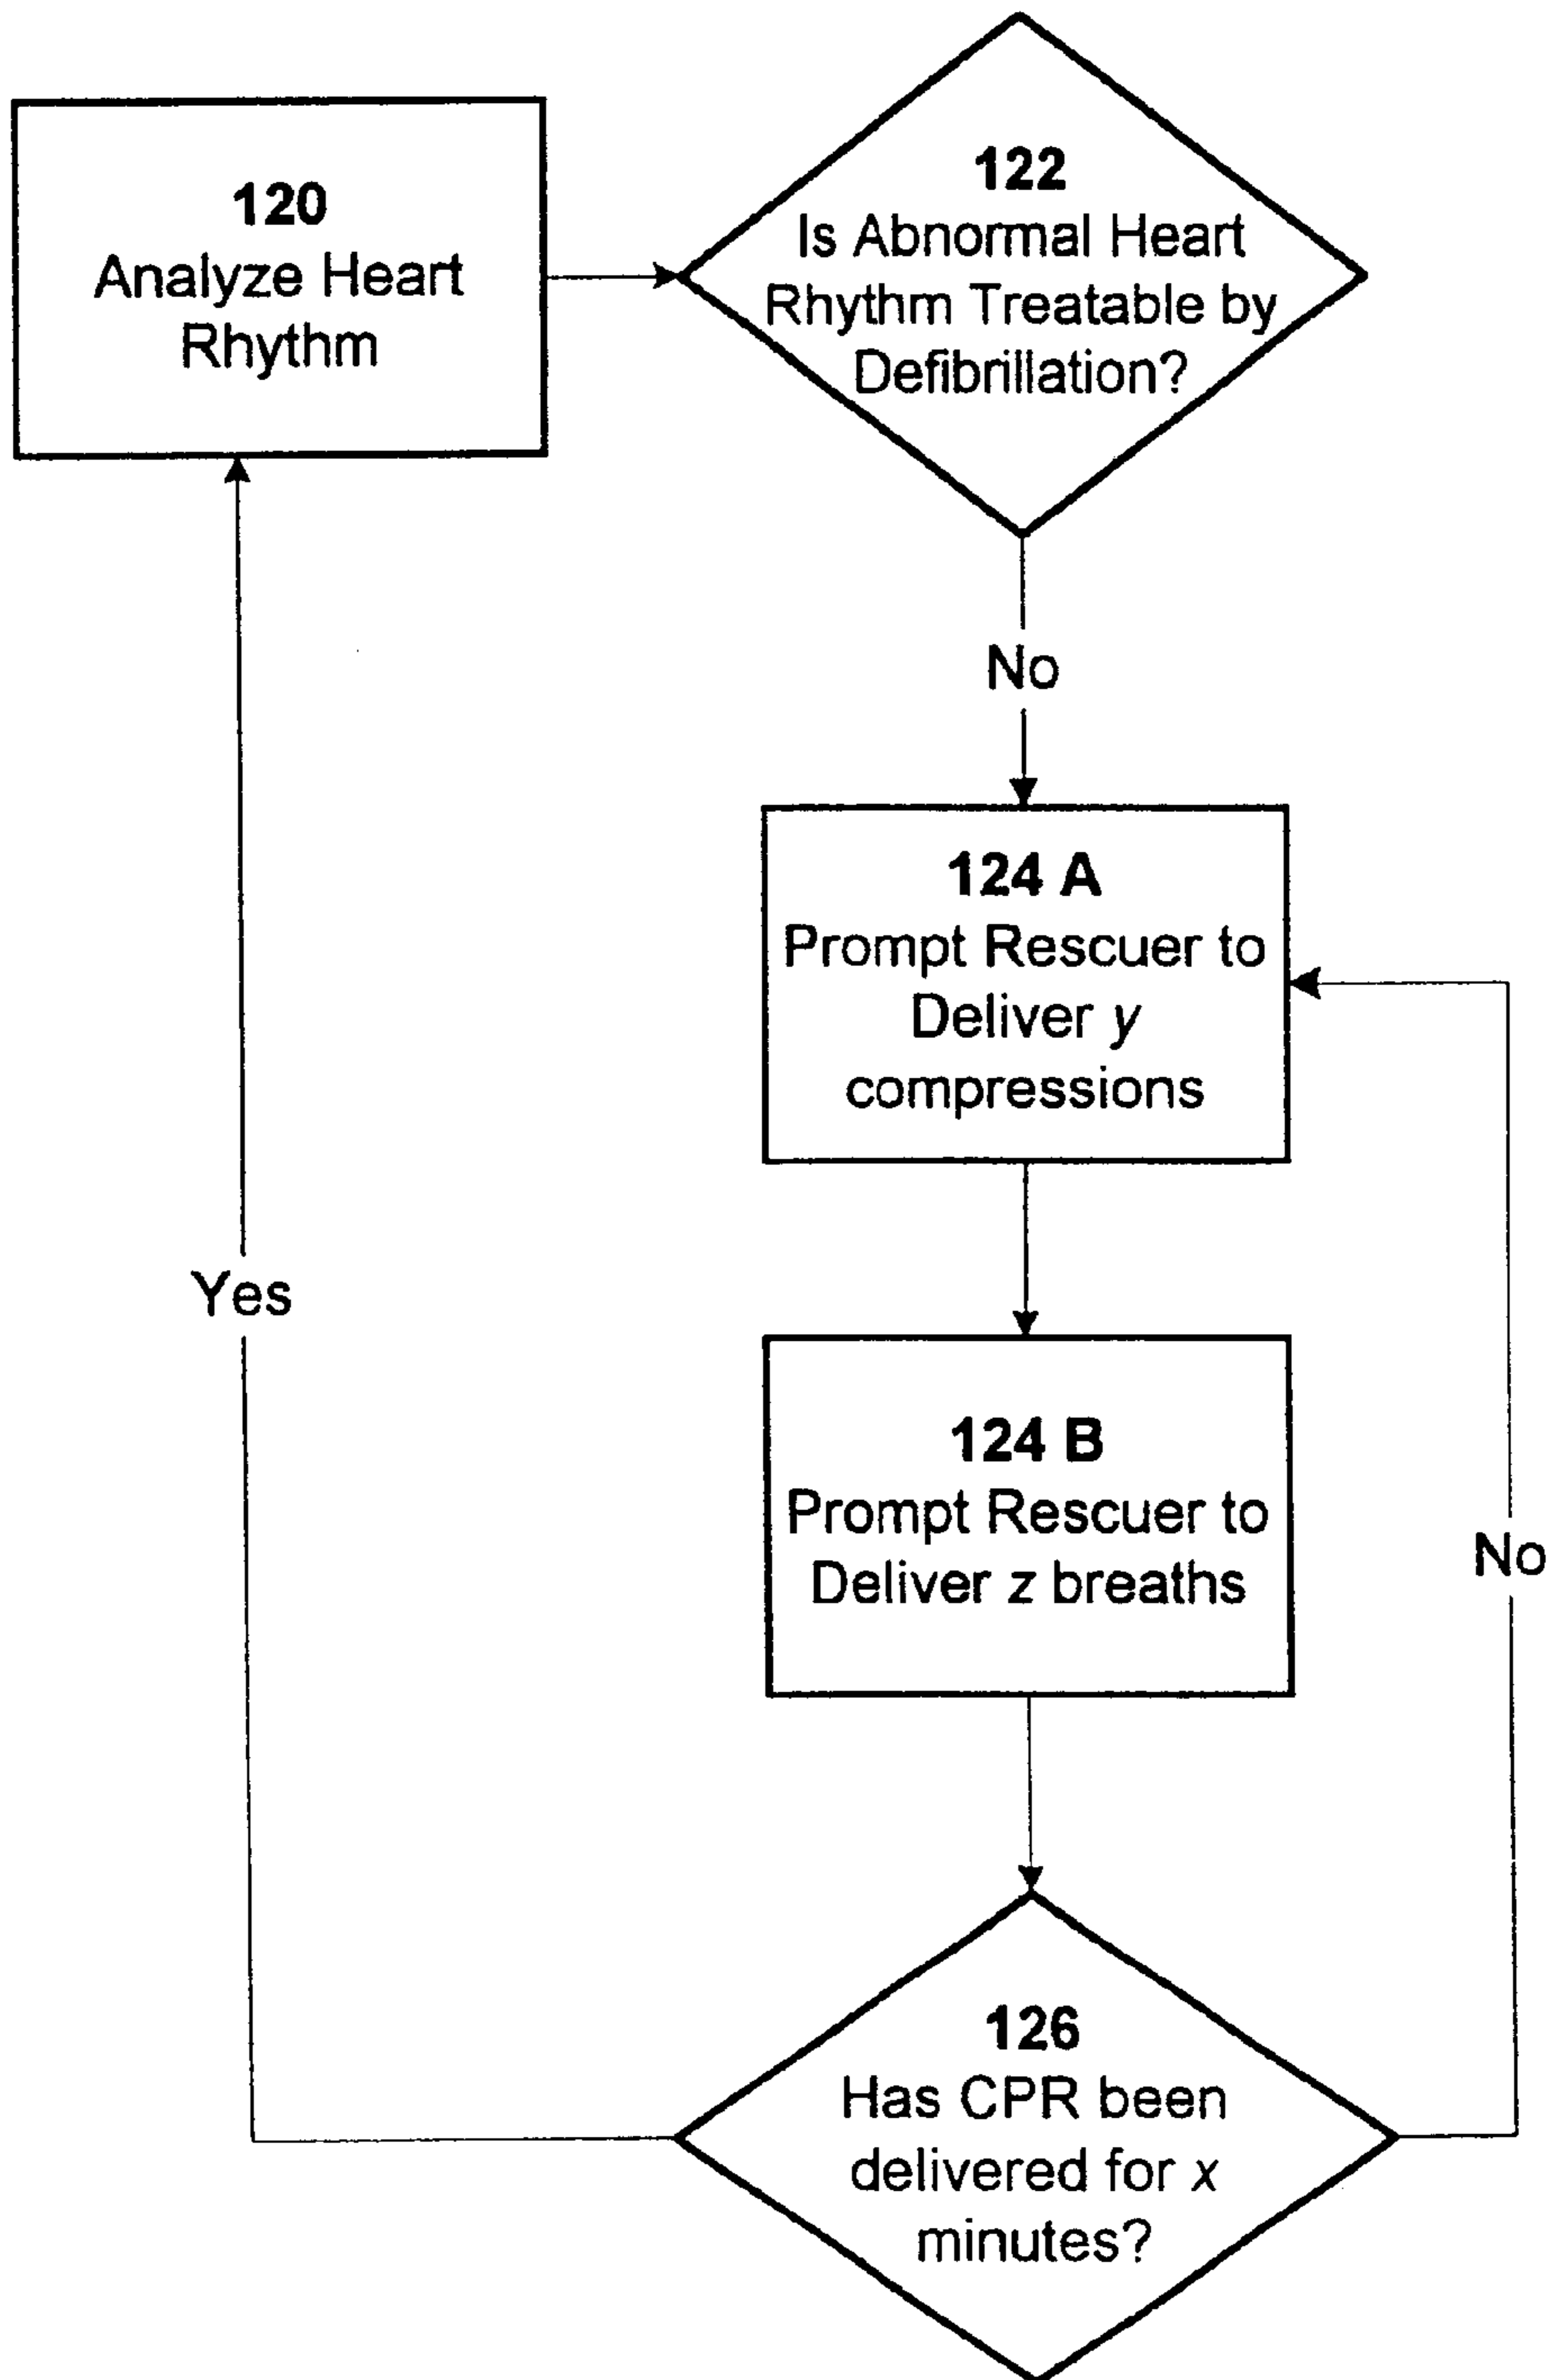 120
Analyze Heart
Rhythm
122
Is Abnormal Heart
Rhythm Treatable by
Defibrillation?
No
124 A
Prompt Rescuer to
Deliver y
compressions
Yes
124 B
Prompt Rescuer to
Deliver z breaths
No
126
Has CPR been
delivered for x
minutes?